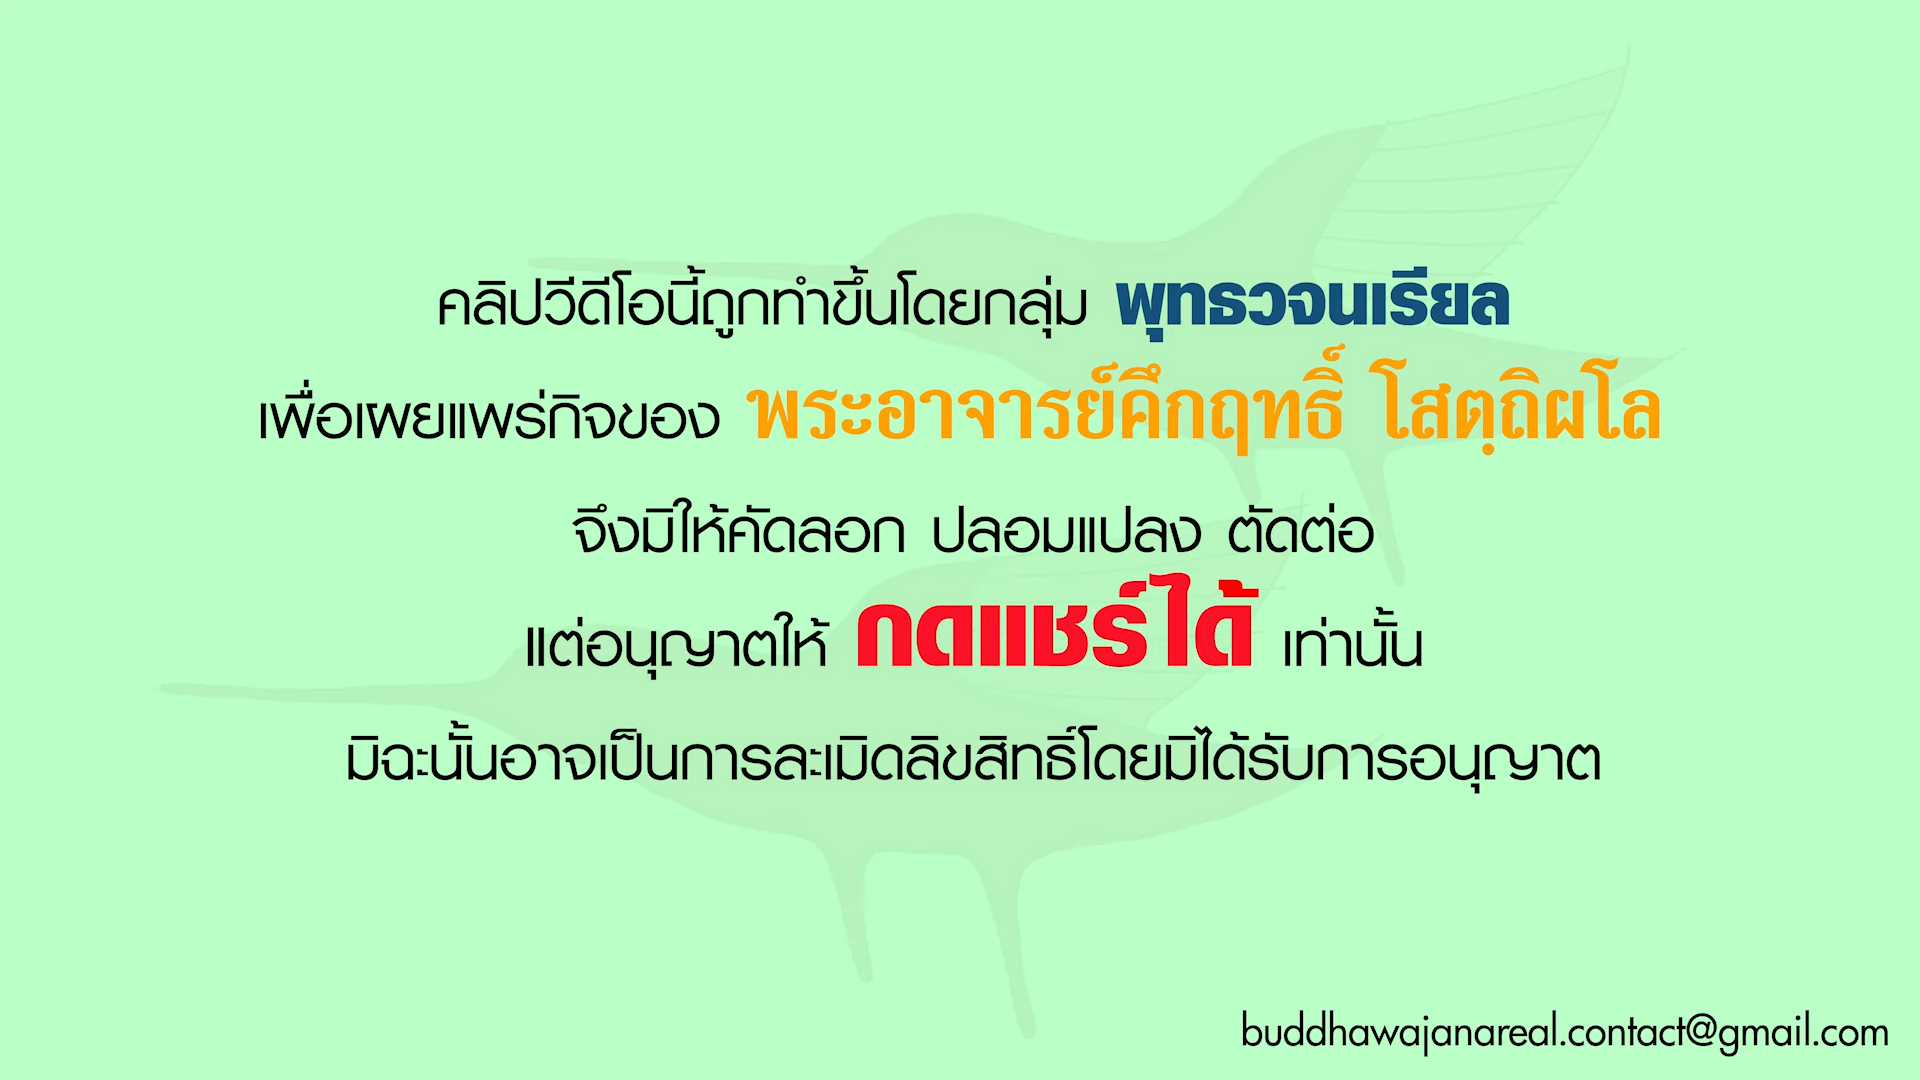 คลิปวีดีโอนี้ถูกทำขึ้นโดยกลุ่ม พุทธวจนเรียล
เพื่อเผยแพร่กิจของ พระอาจารย์คึกฤทธิ์ โสตฺถิผโล
จึงมิให้คัดลอก ปลอมแปลง ตัดต่อ
แต่อนุญาตให้ กดแชร์ได้ เท่านั้น
มิฉะนั้นอาจเป็นการละเมิดลิขสิทธิ์โดยมิได้รับการอนุญาต
buddhawajanareal.contact@gmail.com